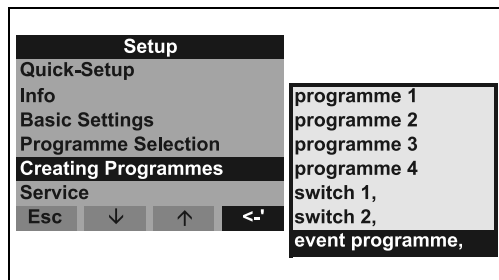 Setup
Quick-Setup
Info
Basic Settings
Programme Selection
Creating Programmes
Service
Esc ↓ ↑ <-'
programme 1
programme 2
programme 3
programme 4
switch 1,
switch 2,
event programme,